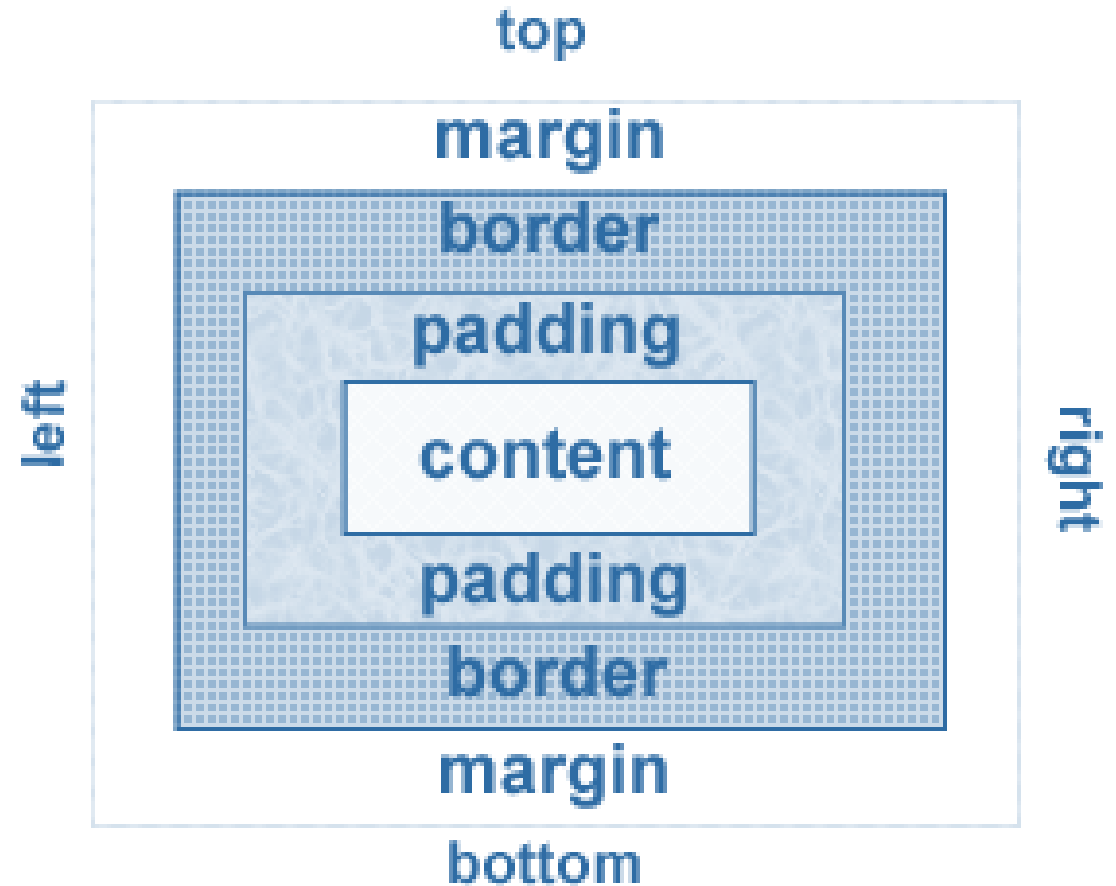 top
margin
border
padding
left
content
right
padding
border
margin
bottom